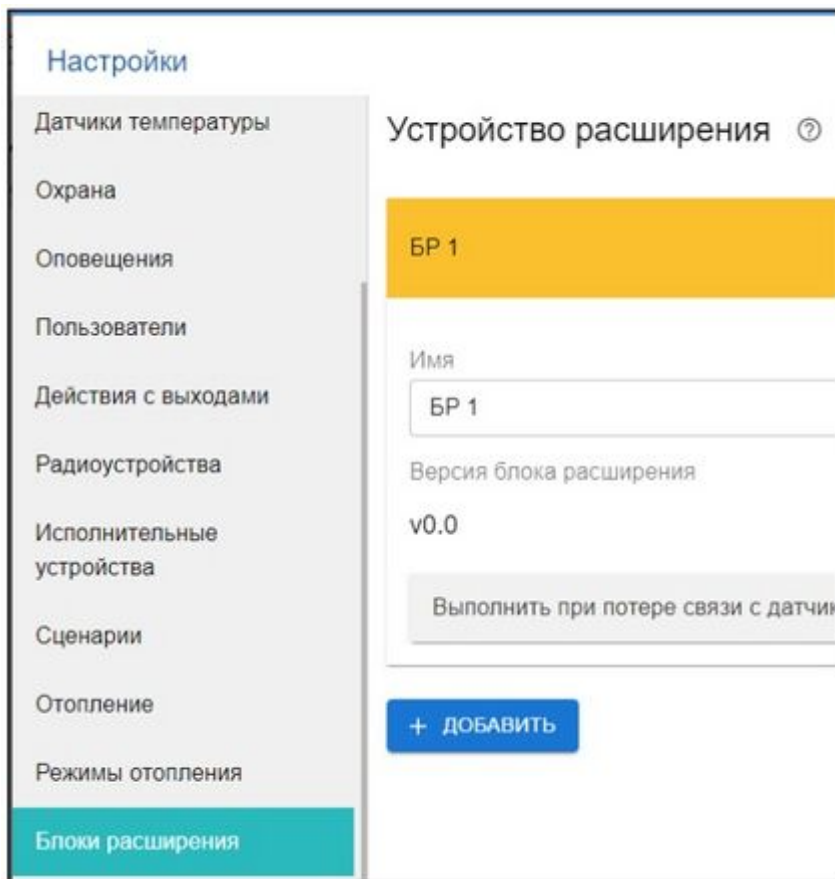 Настройки
Датчики температуры
Охрана
Оповещения
Пользователи
Действия с выходами
Радиоустройства
Исполнительные
устройства
Сценарии
Отопление
Режимы отопления
Блоки расширения
Устройство расширения ?
БР 1
Имя
БР 1
Версия блока расширения
v0.0
Выполнить при потере связи с датчик
+ ДОБАВИТЬ